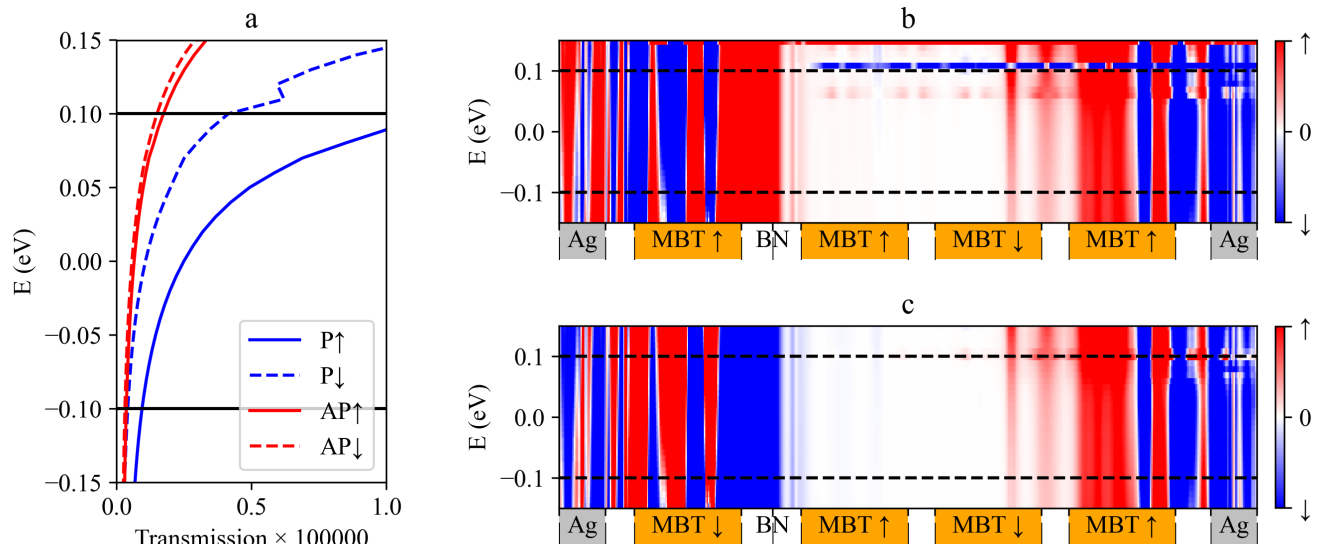 a
E (eV)
0.15
0.10
0.05
0.00
−0.05
−0.10
−0.15
P↑
P↓
AP↑
AP↓
0.0
0.5
1.0
Transmission × 100000
b
E (eV)
0.1
0.0
−0.1
↑
0
↓
Ag
MBT ↑
BN
MBT ↑
MBT ↓
MBT ↑
Ag
c
E (eV)
0.1
0.0
−0.1
↑
0
↓
Ag
MBT ↓
BN
MBT ↑
MBT ↓
MBT ↑
Ag